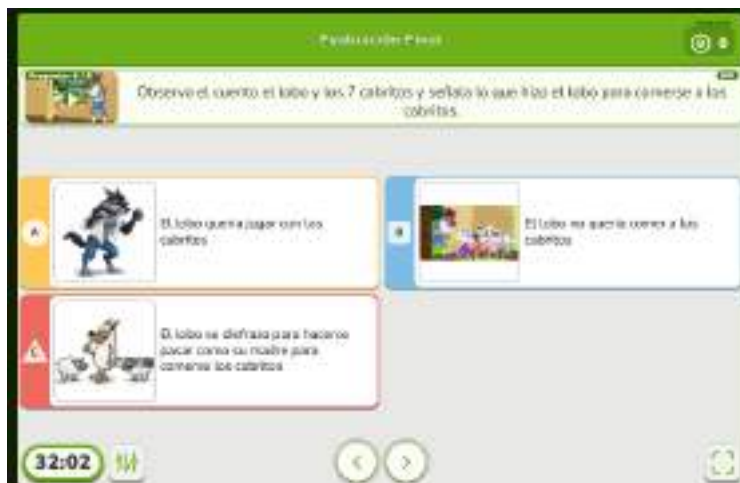 Evaluación Final
0
Observa el cuento el lobo y los 7 cabritos y señala lo que hizo el lobo para comerse a los
cabritos.
A
El lobo quería jugar con los
cabritos
B
El lobo no quería comer a los
cabritos
C
El lobo se disfrazo para hacerse
pasar como su madre para
comerse los cabritos
32:02